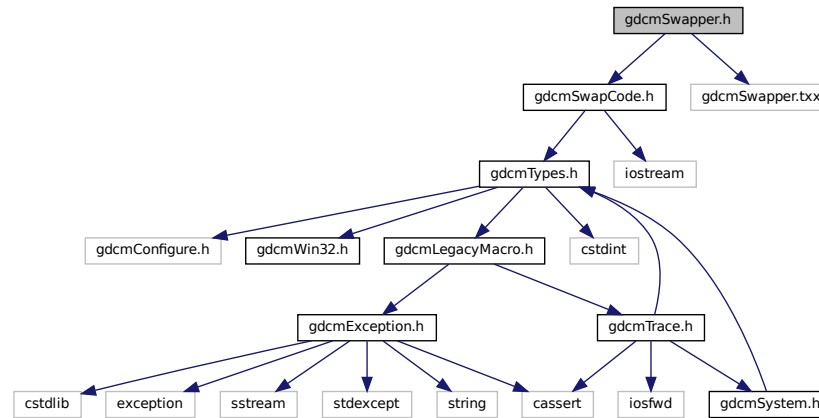 gdcmSwapper.h
gdcmSwapCode.h
gdcmSwapper.txx
gdcmTypes.h
iostream
gdcmConfigure.h
gdcmWin32.h
gdcmLegacyMacro.h
cstdint
gdcmException.h
gdcmTrace.h
cstdlib
exception
sstream
stdexcept
string
cassert
iosfwd
gdcmSystem.h